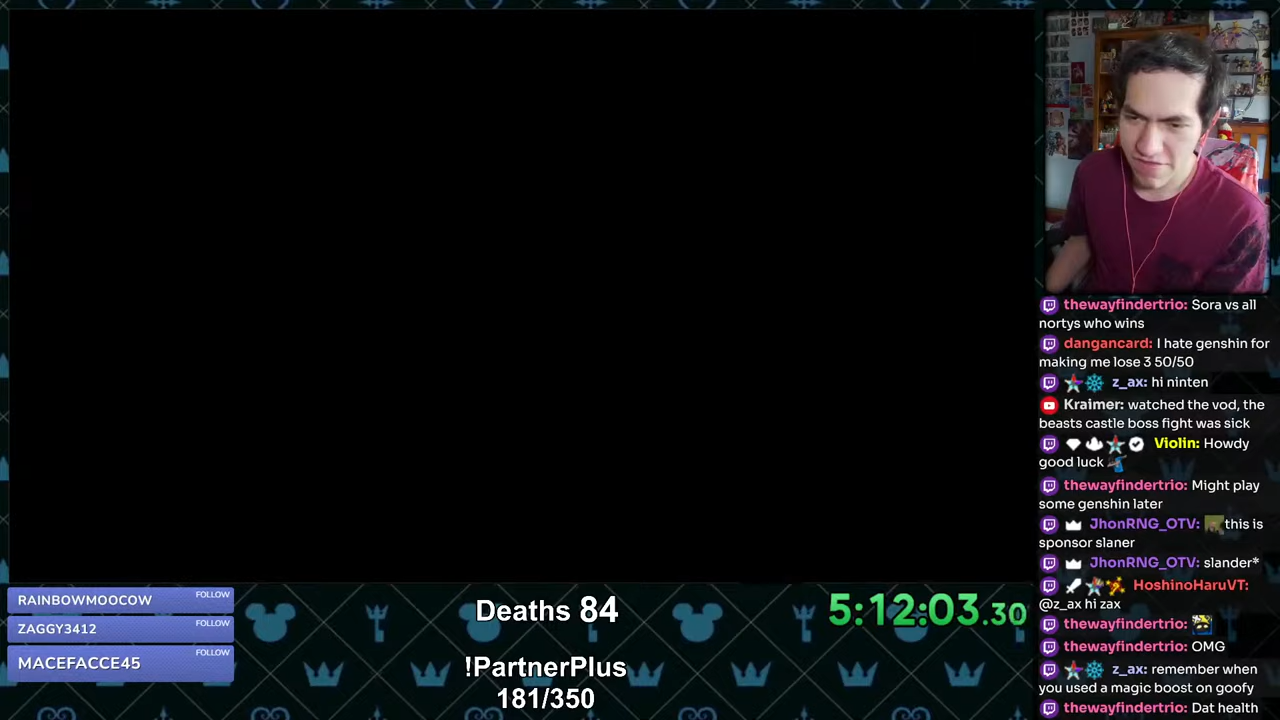 thewayfindertrio: Sora vs all
nortys who wins
dangancard: I hate genshin for
making me lose 3 50/50
z_ax: hi ninten
Kraimer: watched the vod, the
beasts castle boss fight was sick
Violin: Howdy
good luck
thewayfindertrio: Might play
some genshin later
JhonRNG_OTV: this is
sponsor slaner
JhonRNG_OTV: slander*
HoshinoHaruVT:
@z_ax hi zax
thewayfindertrio:
thewayfindertrio: OMG
z_ax: remember when
you used a magic boost on goofy
thewayfindertrio: Dat health
RAINBOWMOOCOW FOLLOW
ZAGGY3412 FOLLOW
MACEFACCE45 FOLLOW
Deaths 84
!PartnerPlus
181/350
5:12:03.30